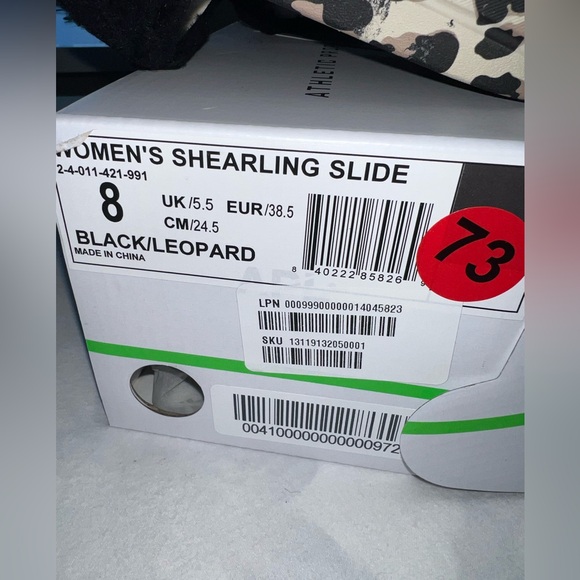 ATHLETIC
WOMEN'S SHEARLING SLIDE
2-4-011-421-991
8
UK/5.5 EUR/38.5
CM/24.5
BLACK/LEOPARD
MADE IN CHINA
8 40222 85826
73
LPN 0009990000014045823
SKU 13119132050001